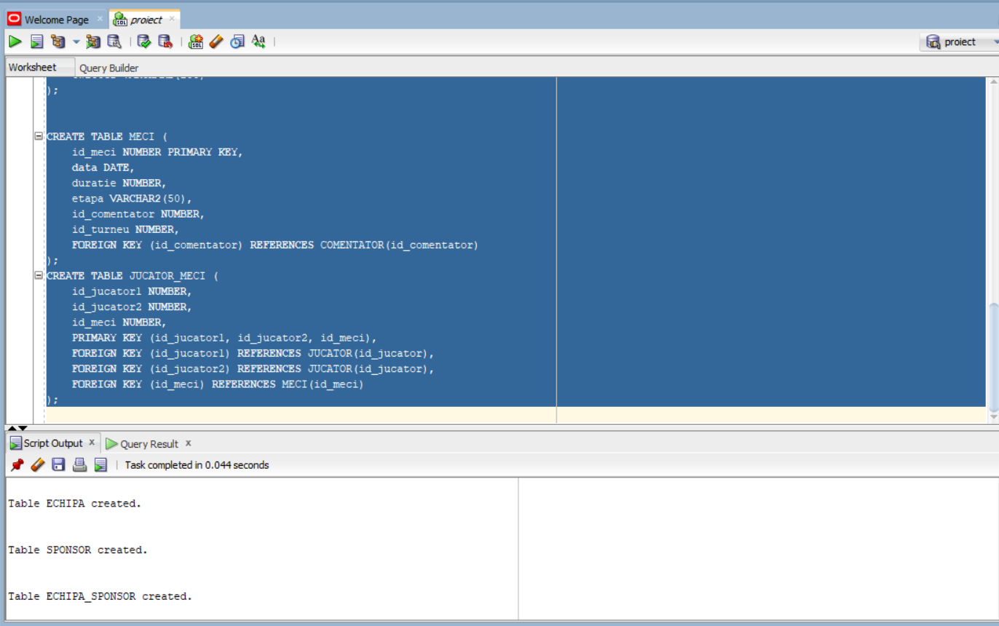 Welcome Page
proiect
proiect
Worksheet
Query Builder
);
CREATE TABLE MECI (
id_meci NUMBER PRIMARY KEY,
data DATE,
duratie NUMBER,
etapa VARCHAR2(50),
id_comentator NUMBER,
id_turneu NUMBER,
FOREIGN KEY (id_comentator) REFERENCES COMENTATOR(id_comentator)
);
CREATE TABLE JUCATOR_MECI (
id_jucator1 NUMBER,
id_jucator2 NUMBER,
id_meci NUMBER,
PRIMARY KEY (id_jucator1, id_jucator2, id_meci),
FOREIGN KEY (id_jucator1) REFERENCES JUCATOR(id_jucator),
FOREIGN KEY (id_jucator2) REFERENCES JUCATOR(id_jucator),
FOREIGN KEY (id_meci) REFERENCES MECI(id_meci)
);
Script Output x
Query Result x
Task completed in 0.044 seconds
Table ECHIPA created.
Table SPONSOR created.
Table ECHIPA_SPONSOR created.